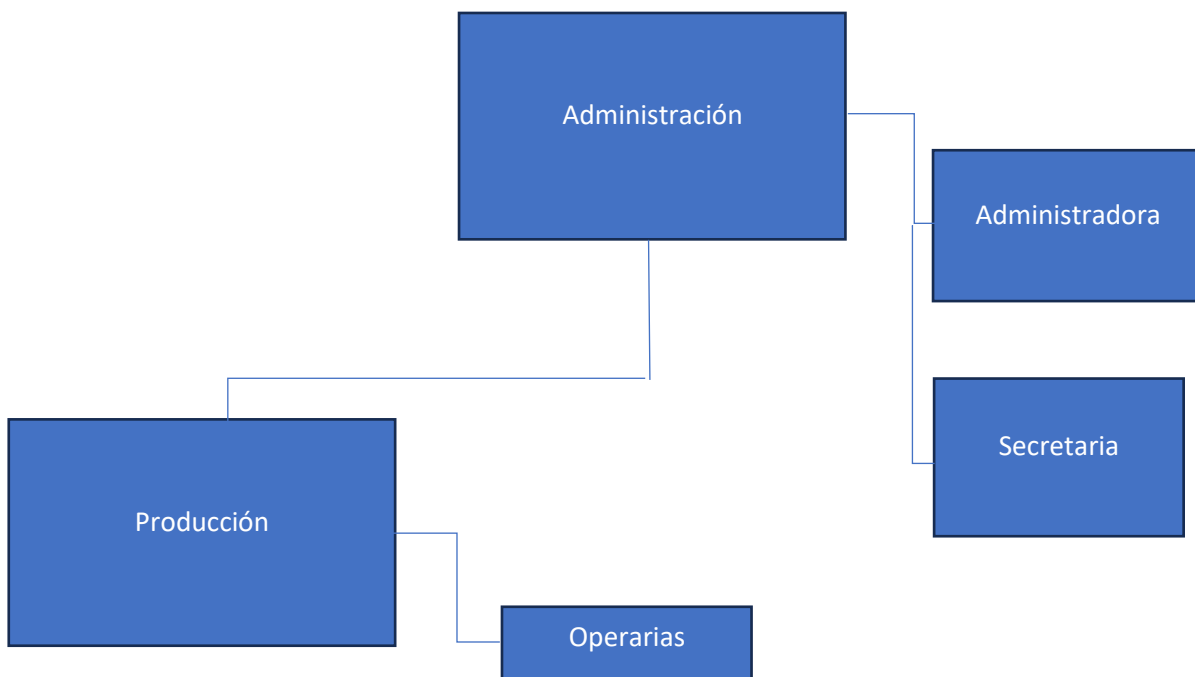 Administración
Administradora
Secretaria
Producción
Operarias